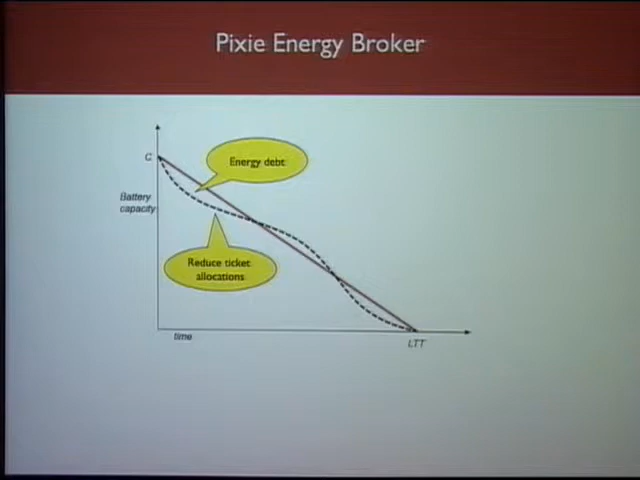 Pixie Energy Broker
C
Energy debt
Battery
capacity
Reduce ticket
allocations
time
LTT